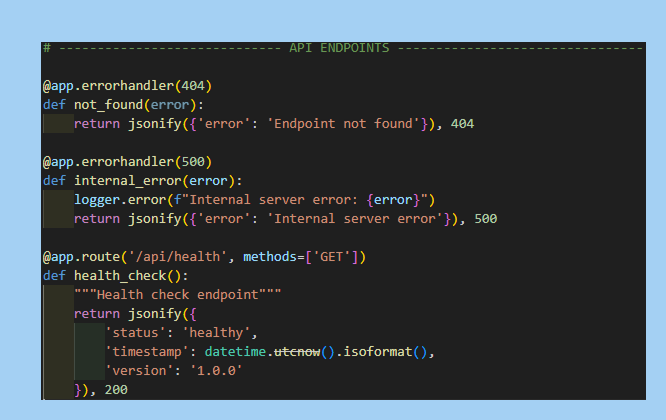 # ----------------------------- API ENDPOINTS --------------------------------
@app.errorhandler(404)
def not_found(error):
    return jsonify({'error': 'Endpoint not found'}), 404
@app.errorhandler(500)
def internal_error(error):
    logger.error(f"Internal server error: {error}")
    return jsonify({'error': 'Internal server error'}), 500
@app.route('/api/health', methods=['GET'])
def health_check():
    """Health check endpoint"""
    return jsonify({
        'status': 'healthy',
        'timestamp': datetime.utcnow().isoformat(),
        'version': '1.0.0'
    }), 200